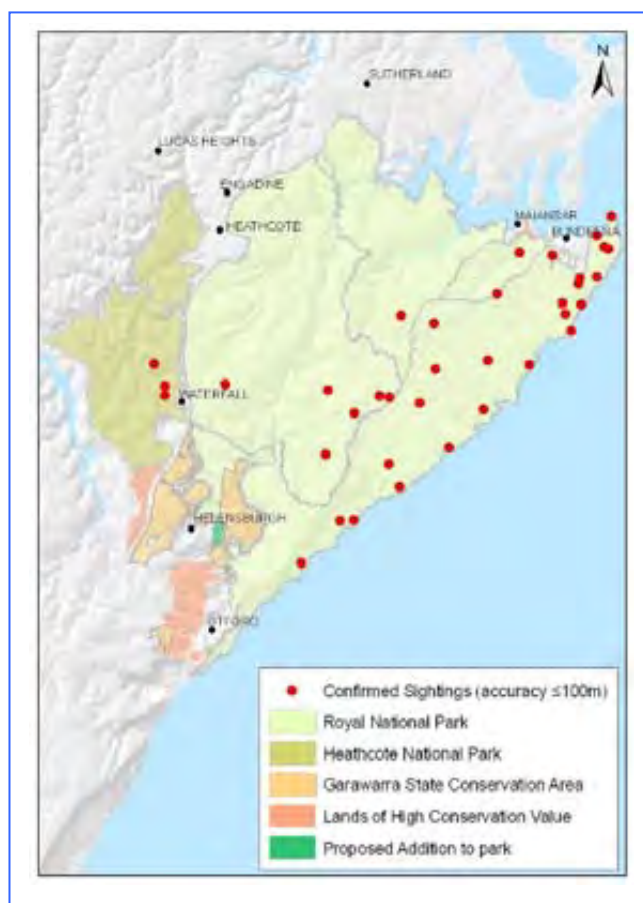 N
SUTHERLAND
LUCAS HEIGHTS
ENGADINE
MAIANBAR
BUNDEENA
HEATHCOTE
WATERFALL
HELENSBURGH
OTFORD
Confirmed Sightings (accuracy ≤100m)
Royal National Park
Heathcote National Park
Garawarra State Conservation Area
Lands of High Conservation Value
Proposed Addition to park